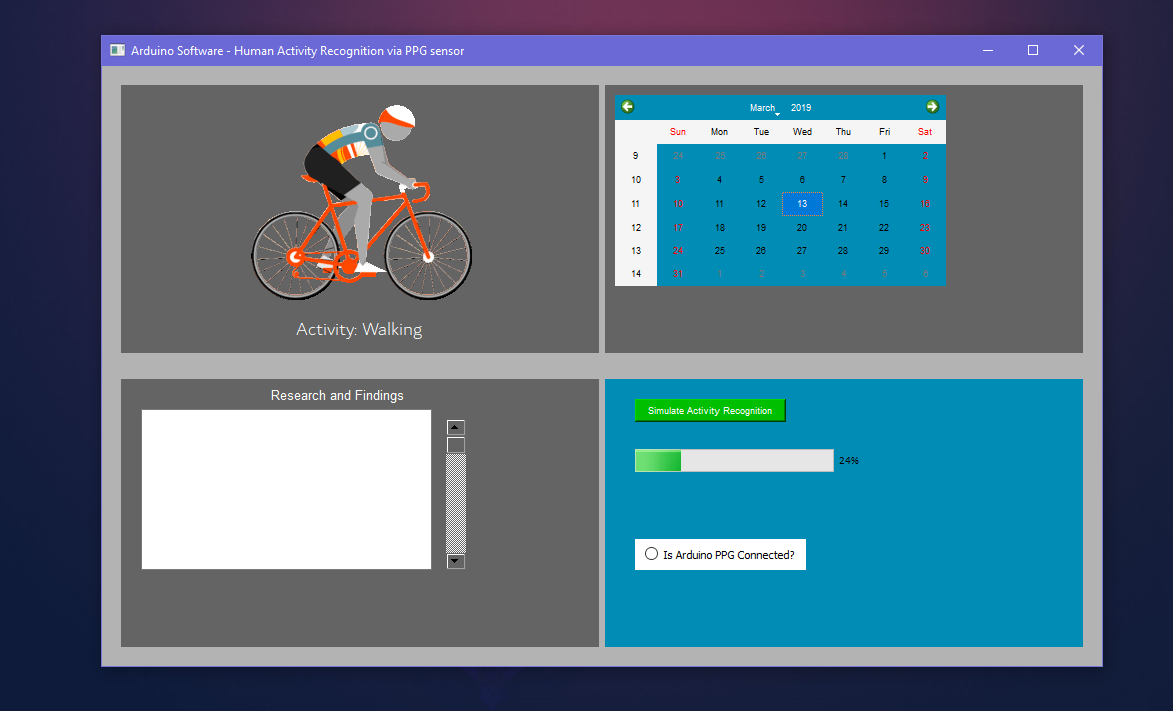 Arduino Software - Human Activity Recognition via PPG sensor
Activity: Walking
March 2019
Sun Mon Tue Wed Thu Fri Sat
9 24 25 26 27 28 1 2
10 3 4 5 6 7 8 9
11 10 11 12 13 14 15 16
12 17 18 19 20 21 22 23
13 24 25 26 27 28 29 30
14 31 1 2 3 4 5 6
Research and Findings
Simulate Activity Recognition
24%
Is Arduino PPG Connected?